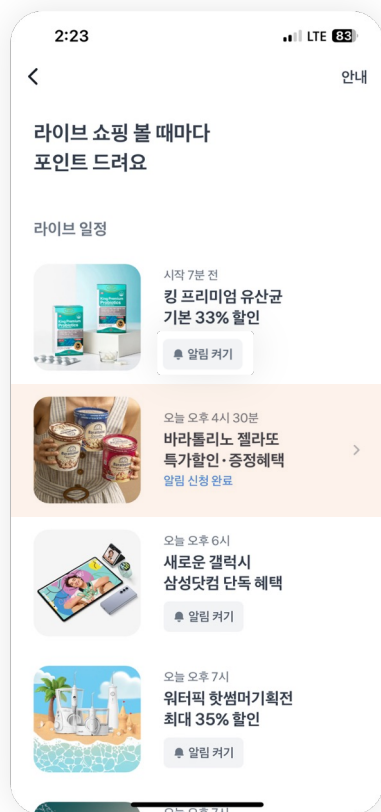 2:23
LTE 83
안내
라이브 쇼핑 볼 때마다
포인트 드려요
라이브 일정
시작 7분 전
킹 프리미엄 유산균
기본 33% 할인
알림 켜기
오늘 오후 4시 30분
바라톨리노 젤라또
특가할인·증정혜택
알림 신청 완료
오늘 오후 6시
새로운 갤럭시
삼성닷컴 단독 혜택
알림 켜기
오늘 오후 7시
워터픽 핫썸머기획전
최대 35% 할인
알림 켜기